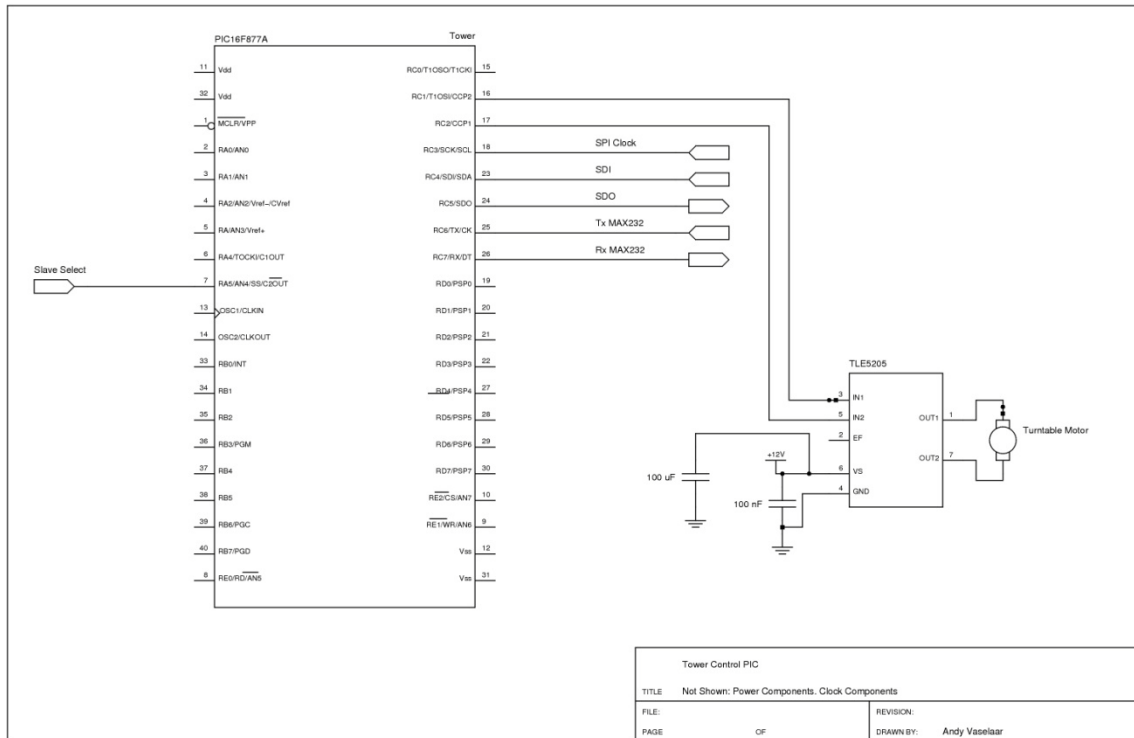 PIC16F877A
Tower
11 Vdd
32 Vdd
1 MCLR/VPP
2 RA0/AN0
3 RA1/AN1
4 RA2/AN2/Vref−/CVref
5 RA/AN3/Vref+
6 RA4/TOCKI/C1OUT
Slave Select
7 RA5/AN4/SS/C2OUT
13 OSC1/CLKIN
14 OSC2/CLKOUT
33 RB0/INT
34 RB1
35 RB2
36 RB3/PGM
37 RB4
38 RB5
39 RB6/PGC
40 RB7/PGD
8 RE0/RD/AN5
RC0/T1OSO/T1CKI 15
RC1/T1OSI/CCP2 16
RC2/CCP1 17
RC3/SCK/SCL 18 SPI Clock
RC4/SDI/SDA 23 SDI
RC5/SDO 24 SDO
RC6/TX/CK 25 Tx MAX232
RC7/RX/DT 26 Rx MAX232
RD0/PSP0 19
RD1/PSP1 20
RD2/PSP2 21
RD3/PSP3 22
RD4/PSP4 27
RD5/PSP5 28
RD6/PSP6 29
RD7/PSP7 30
RE2/CS/AN7 10
RE1/WR/AN6 9
Vss 12
Vss 31
TLE5205
3 IN1
5 IN2
2 EF
6 VS
4 GND
OUT1 1
OUT2 7
Turntable Motor
+12V
100 uF
100 nF
Tower Control PIC
TITLE Not Shown: Power Components. Clock Components
FILE:
REVISION:
PAGE OF
DRAWN BY: Andy Vaselaar